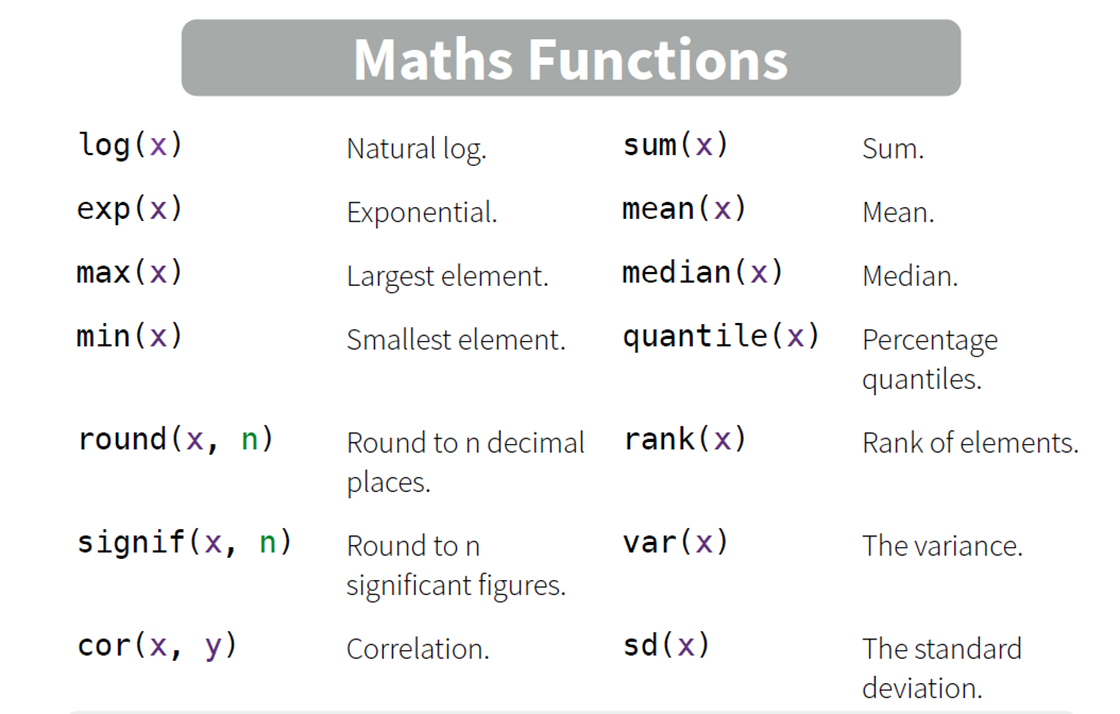 Maths Functions
log(x) Natural log. sum(x) Sum.
exp(x) Exponential. mean(x) Mean.
max(x) Largest element. median(x) Median.
min(x) Smallest element. quantile(x) Percentage
quantiles.
round(x, n) Round to n decimal rank(x) Rank of elements.
places.
signif(x, n) Round to n var(x) The variance.
significant figures.
cor(x, y) Correlation. sd(x) The standard
deviation.